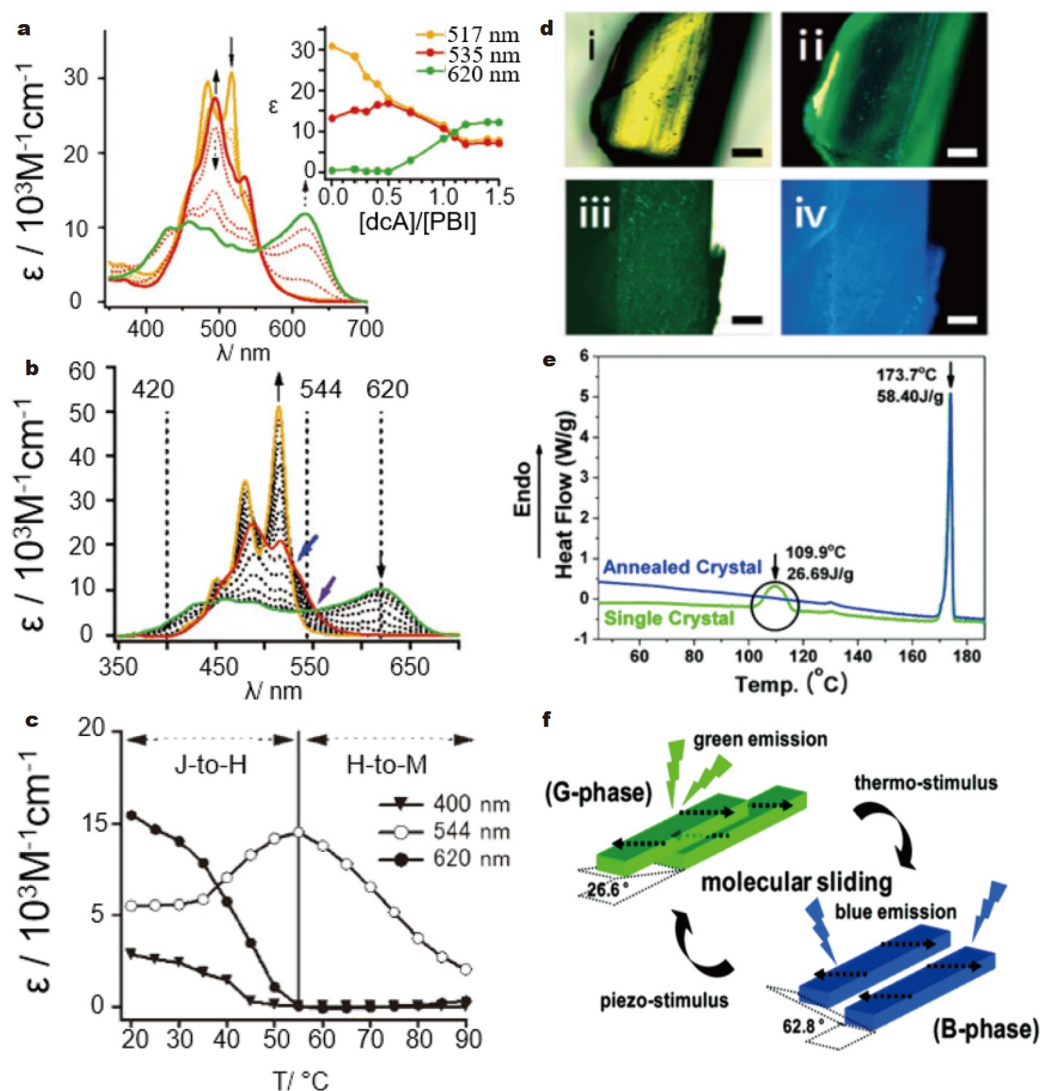 a
30
20
10
0
ε / 10³M⁻¹cm⁻¹
400 500 600 700
λ/ nm
517 nm
535 nm
620 nm
ε
30
20
10
0
0.0 0.5 1.0 1.5
[dcA]/[PBI]
b
60
50
40
30
20
10
0
ε / 10³M⁻¹cm⁻¹
420 544 620
350 450 550 650
λ/ nm
c
20
15
5
0
ε / 10³M⁻¹cm⁻¹
J-to-H H-to-M
400 nm
544 nm
620 nm
20 30 40 50 60 70 80 90
T/ °C
d
i ii
iii iv
e
6
5
4
3
2
1
0
-1
Endo
Heat Flow (W/g)
173.7°C
58.40J/g
109.9°C
26.69J/g
Annealed Crystal
Single Crystal
60 80 100 120 140 160 180
Temp. (°C)
f
green emission
(G-phase)
thermo-stimulus
26.6 °
molecular sliding
blue emission
piezo-stimulus
62.8 °
(B-phase)